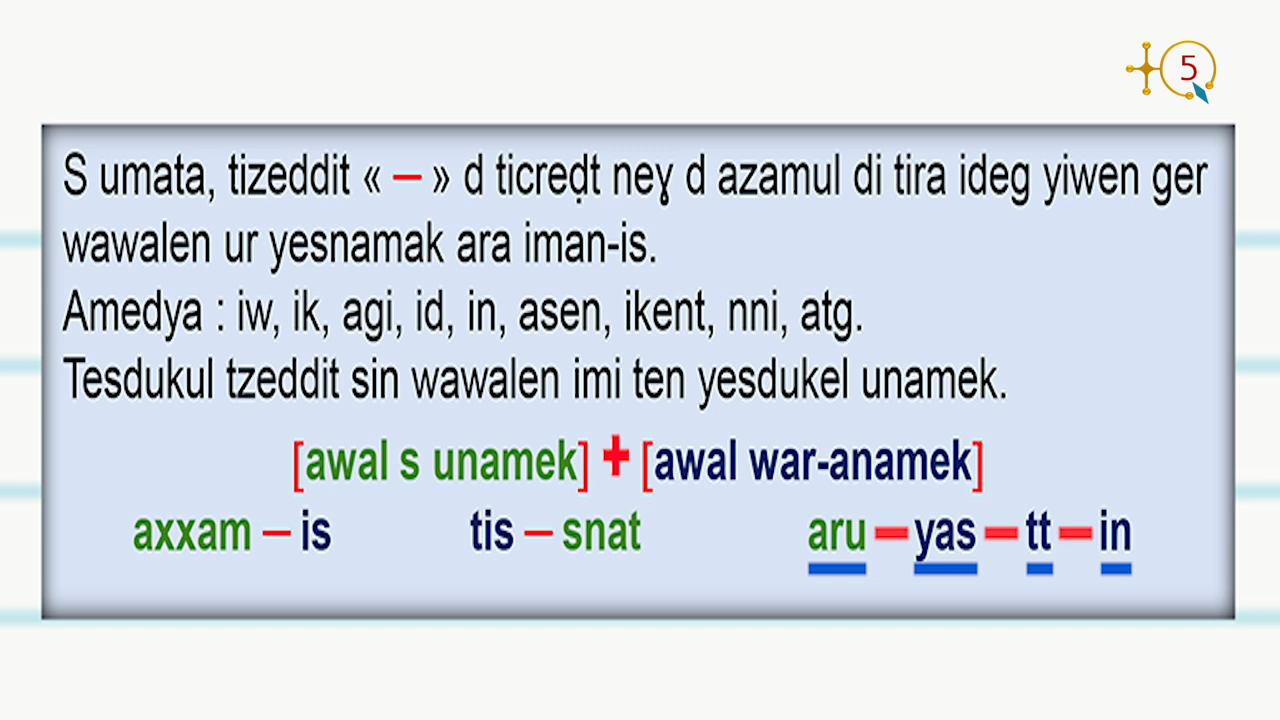 5
S umata, tizeddit « – » d ticreḍt neɣ d azamul di tira ideg yiwen ger
wawalen ur yesnamak ara iman-is.
Amedya : iw, ik, agi, id, in, asen, ikent, nni, atg.
Tesdukul tzeddit sin wawalen imi ten yesdukel unamek.
[awal s unamek] + [awal war-anamek]
axxam – is tis – snat aru – yas – tt – in